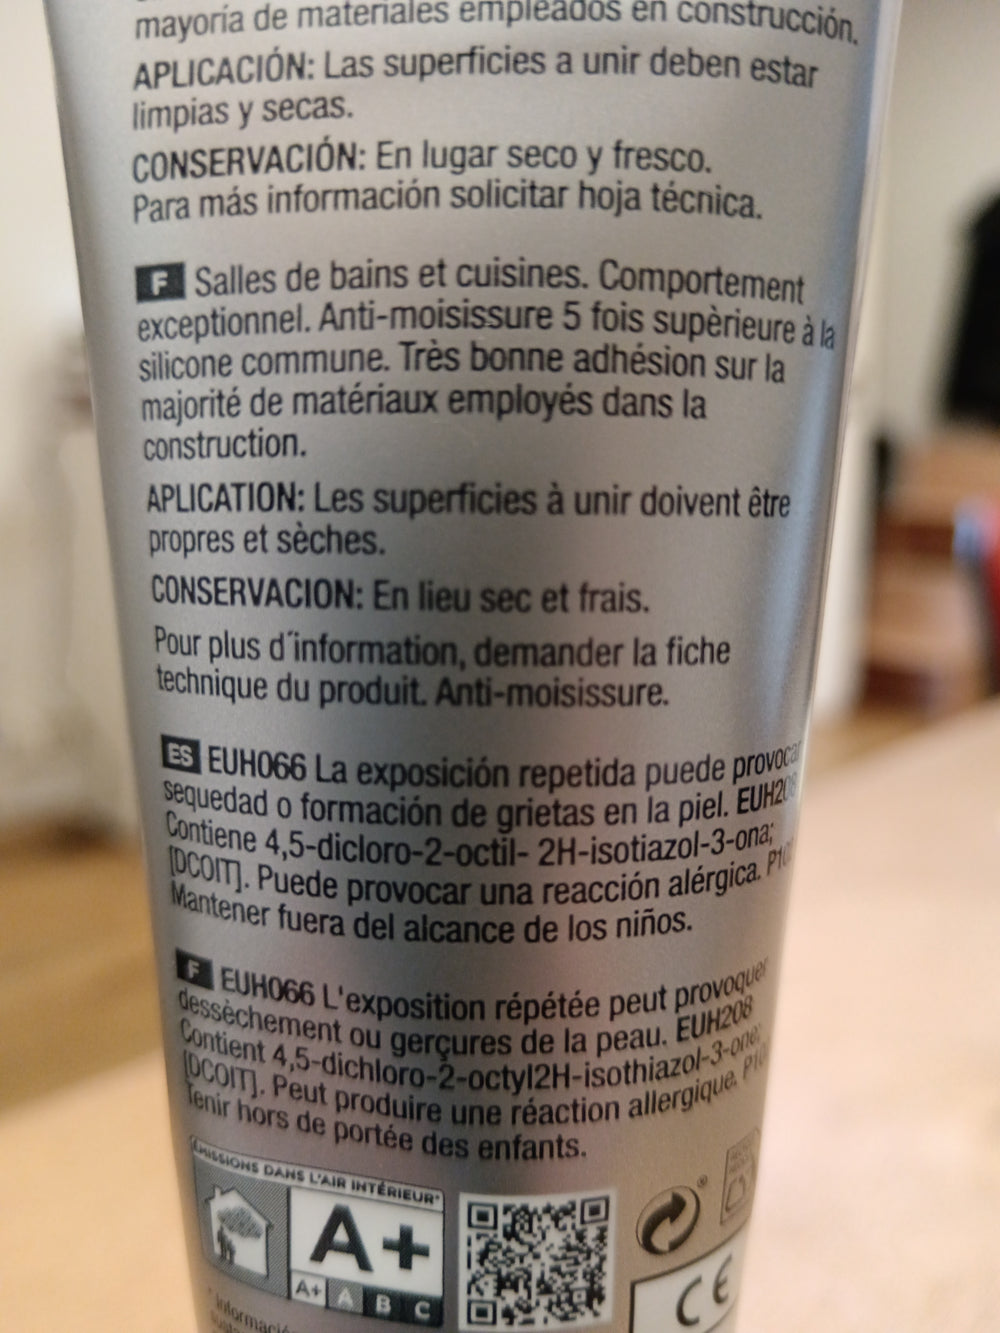 mayoría de materiales empleados en construcción.
APLICACIÓN: Las superficies a unir deben estar
limpias y secas.
CONSERVACIÓN: En lugar seco y fresco.
Para más información solicitar hoja técnica.
F Salles de bains et cuisines. Comportement
exceptionnel. Anti-moisissure 5 fois supèrieure à la
silicone commune. Très bonne adhésion sur la
majorité de matériaux employés dans la
construction.
APLICATION: Les superficies à unir doivent être
propres et sèches.
CONSERVACION: En lieu sec et frais.
Pour plus d´information, demander la fiche
technique du produit. Anti-moisissure.
ES EUH066 La exposición repetida puede provocar
sequedad o formación de grietas en la piel. EUH208
Contiene 4,5-dicloro-2-octil- 2H-isotiazol-3-ona;
[DCOIT]. Puede provocar una reacción alérgica.
Mantener fuera del alcance de los niños.
F EUH066 L'exposition répétée peut provoquer
dessèchement ou gerçures de la peau. EUH208
Contient 4,5-dichloro-2-octyl2H-isothiazol-3-one;
[DCOIT]. Peut produire une réaction allergique.
Tenir hors de portée des enfants.
ÉMISSIONS DANS L'AIR INTÉRIEUR*
A+
A+ A B C
CE